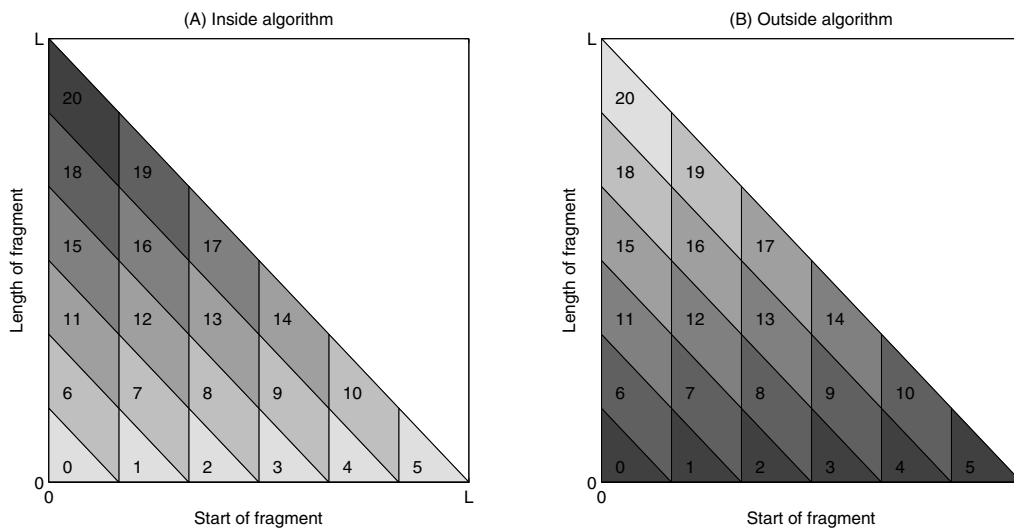 (A) Inside algorithm
L
20
18 19
15 16 17
11 12 13 14
6 7 8 9 10
0 1 2 3 4 5
0
0 L
Start of fragment
Length of fragment
(B) Outside algorithm
L
20
18 19
15 16 17
11 12 13 14
6 7 8 9 10
0 1 2 3 4 5
0
0
Start of fragment
Length of fragment